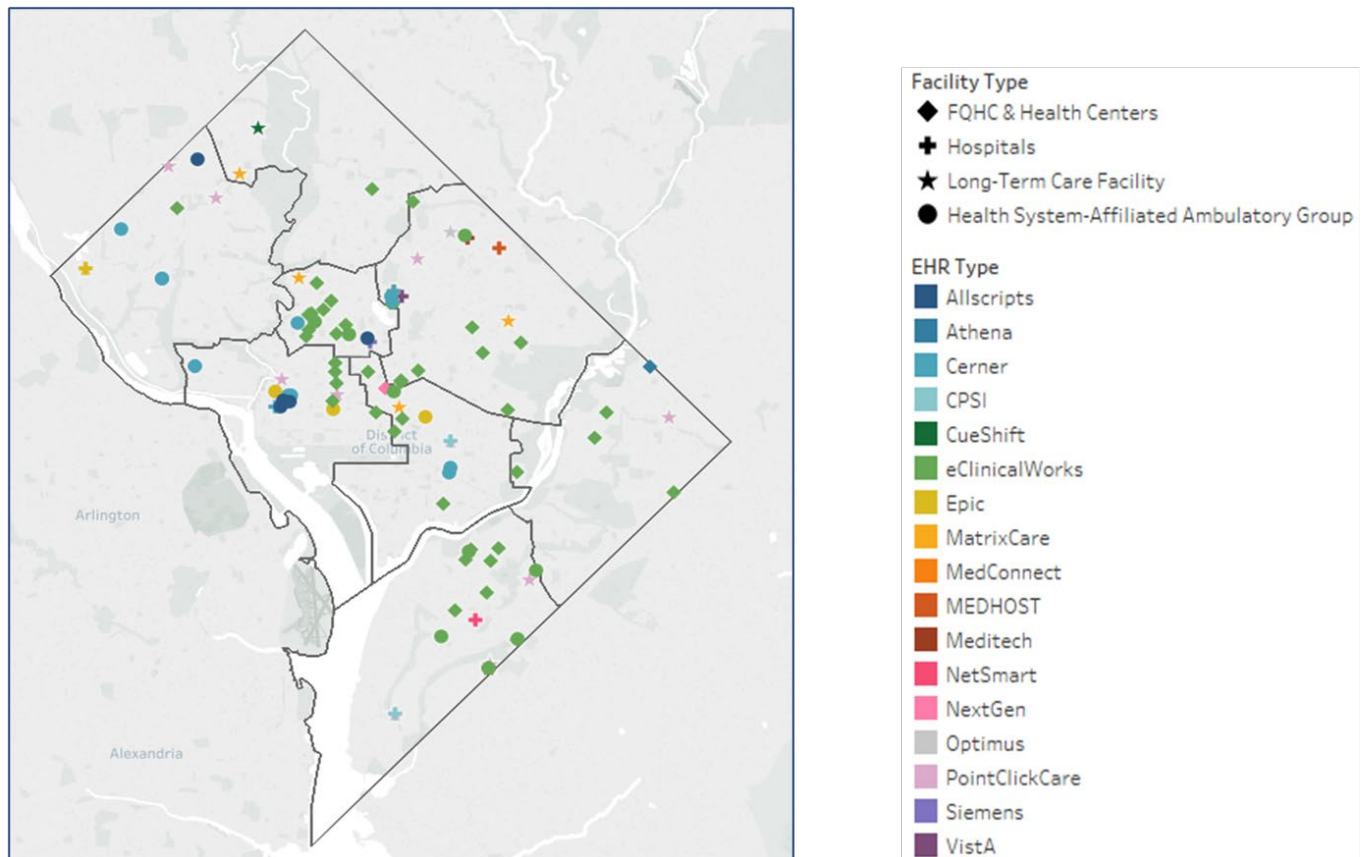 District
of Columbia
Arlington
Alexandria
Facility Type
FQHC & Health Centers
Hospitals
Long-Term Care Facility
Health System-Affiliated Ambulatory Group
EHR Type
Allscripts
Athena
Cerner
CPSI
CueShift
eClinicalWorks
Epic
MatrixCare
MedConnect
MEDHOST
Meditech
NetSmart
NextGen
Optimus
PointClickCare
Siemens
VistA